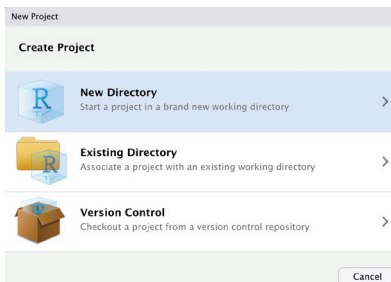 New Project
Create Project
R
New Directory
Start a project in a brand new working directory
R
Existing Directory
Associate a project with an existing working directory
Version Control
Checkout a project from a version control repository
Cancel